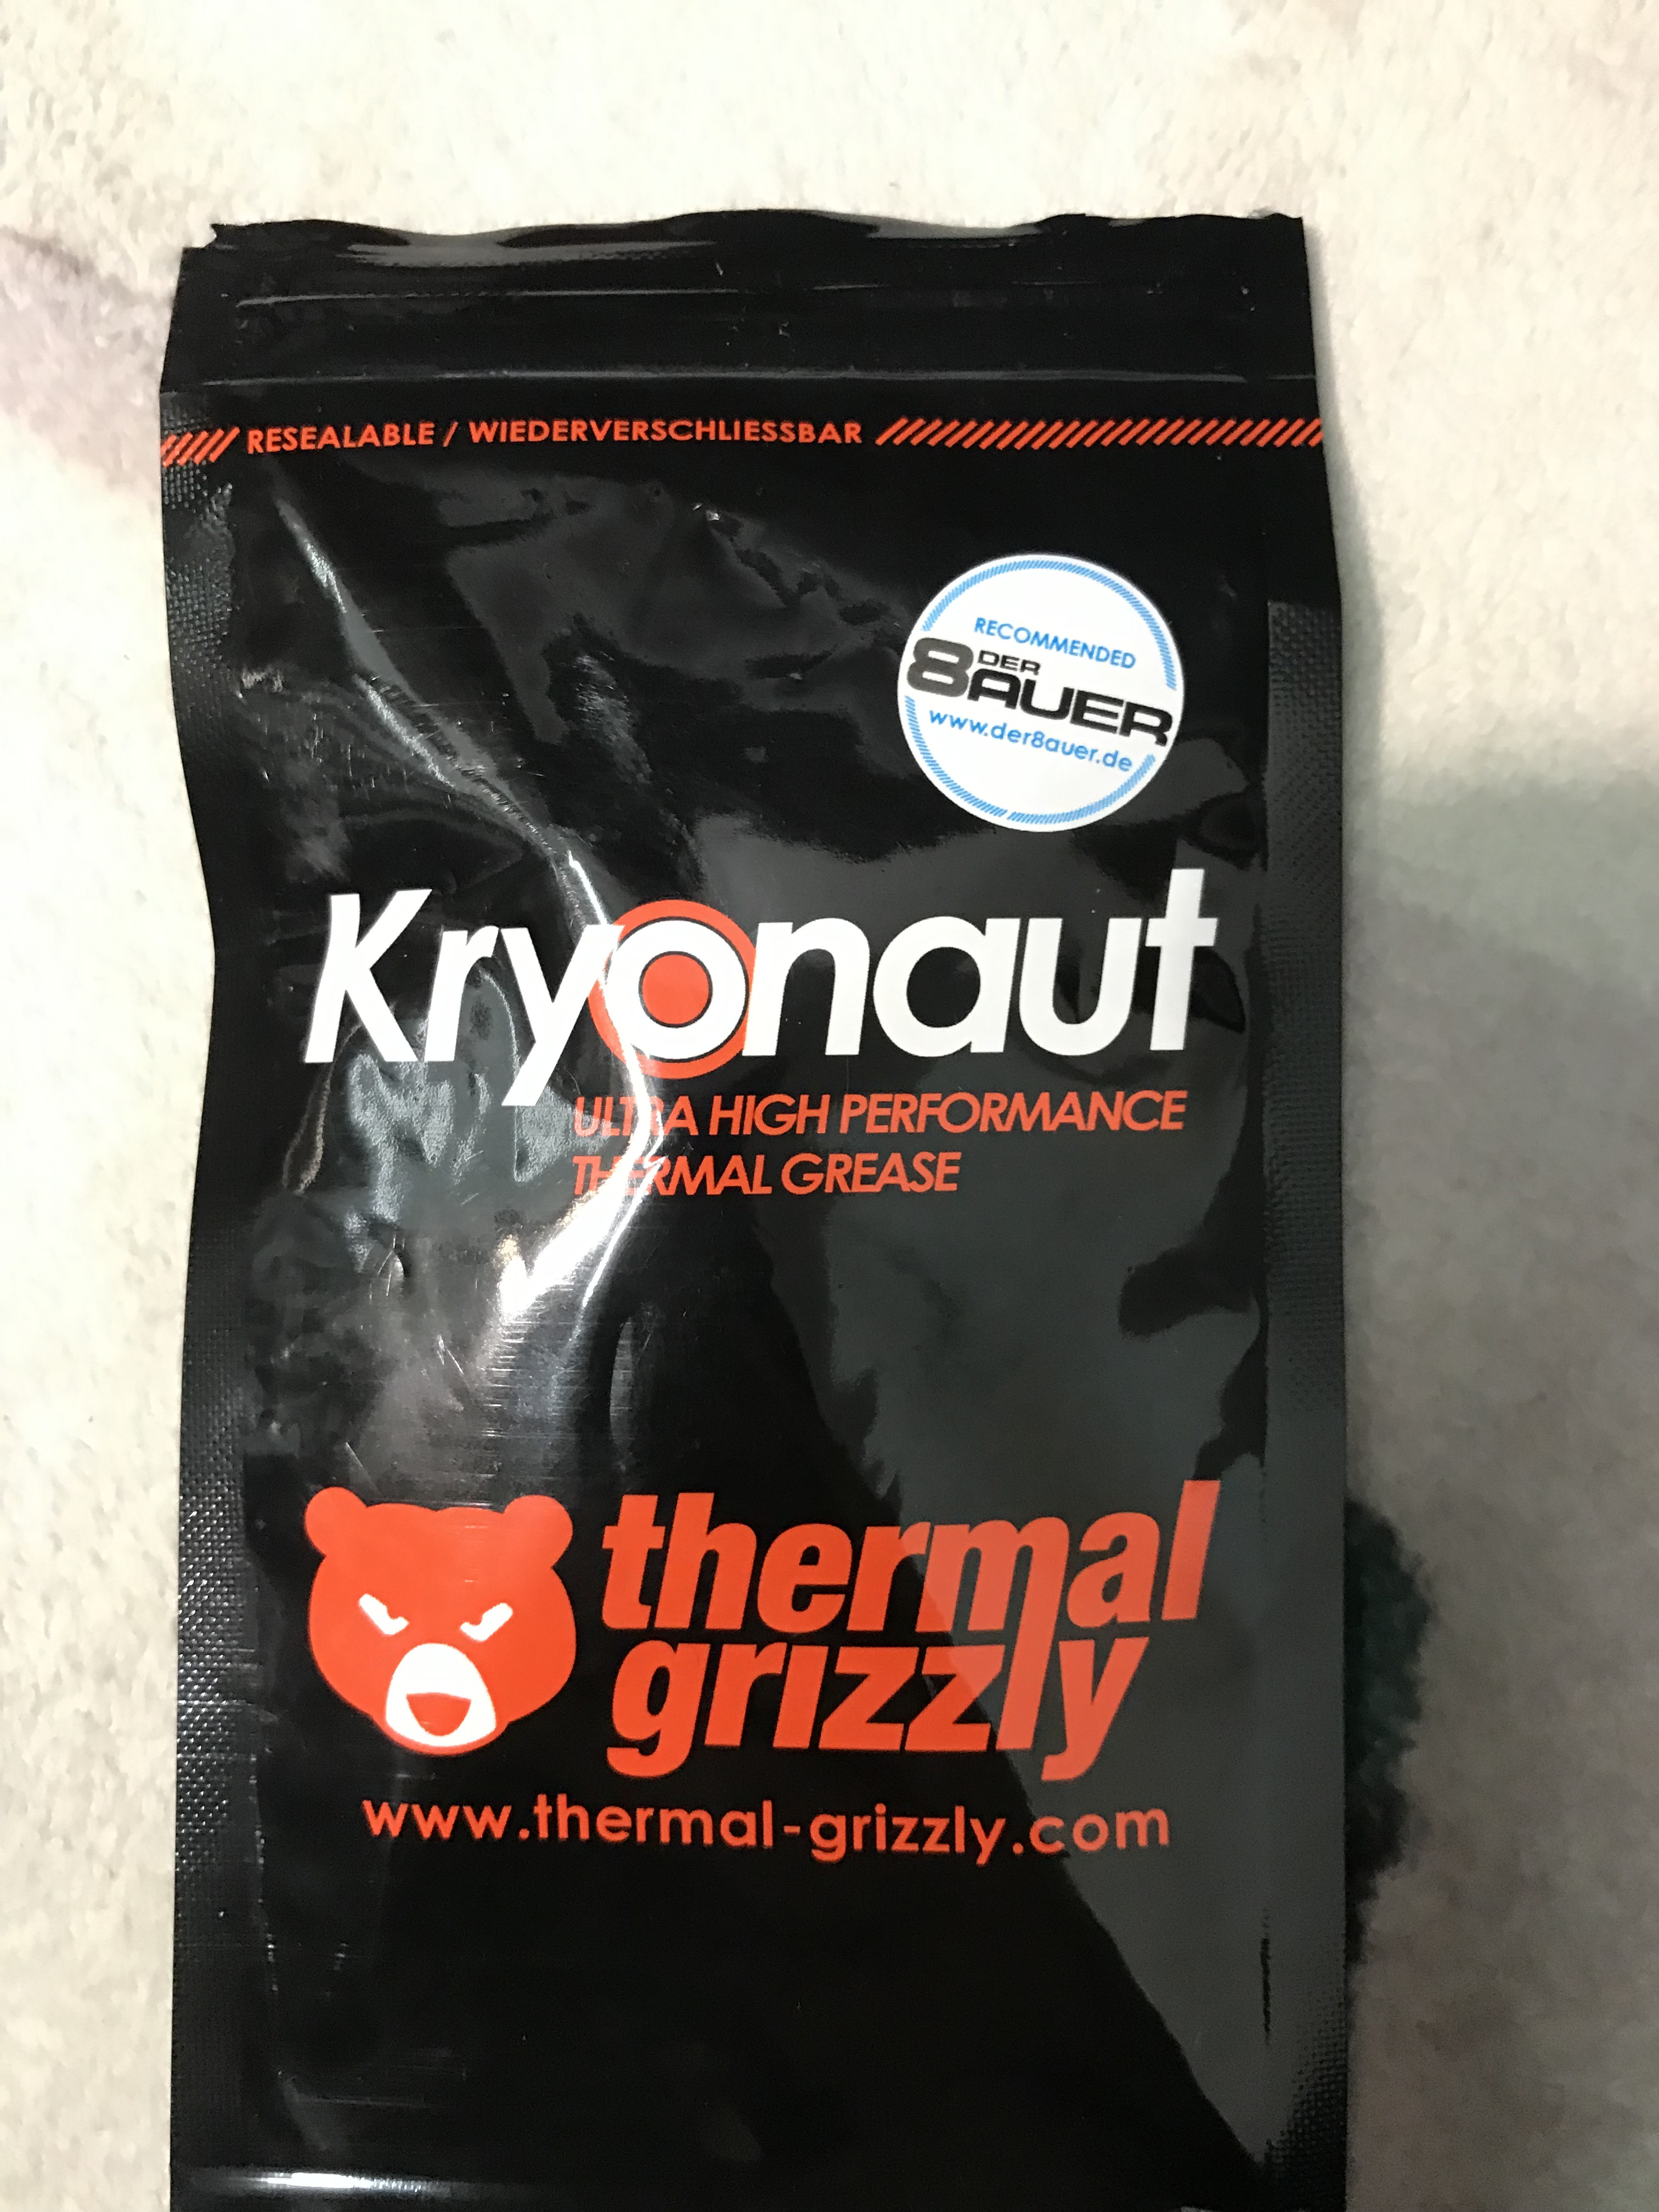 RESEALABLE / WIEDERVERSCHLIESSBAR
RECOMMENDED
DER
8AUER
www.der8auer.de
Kryonaut
ULTRA HIGH PERFORMANCE
THERMAL GREASE
thermal
grizzly
www.thermal-grizzly.com